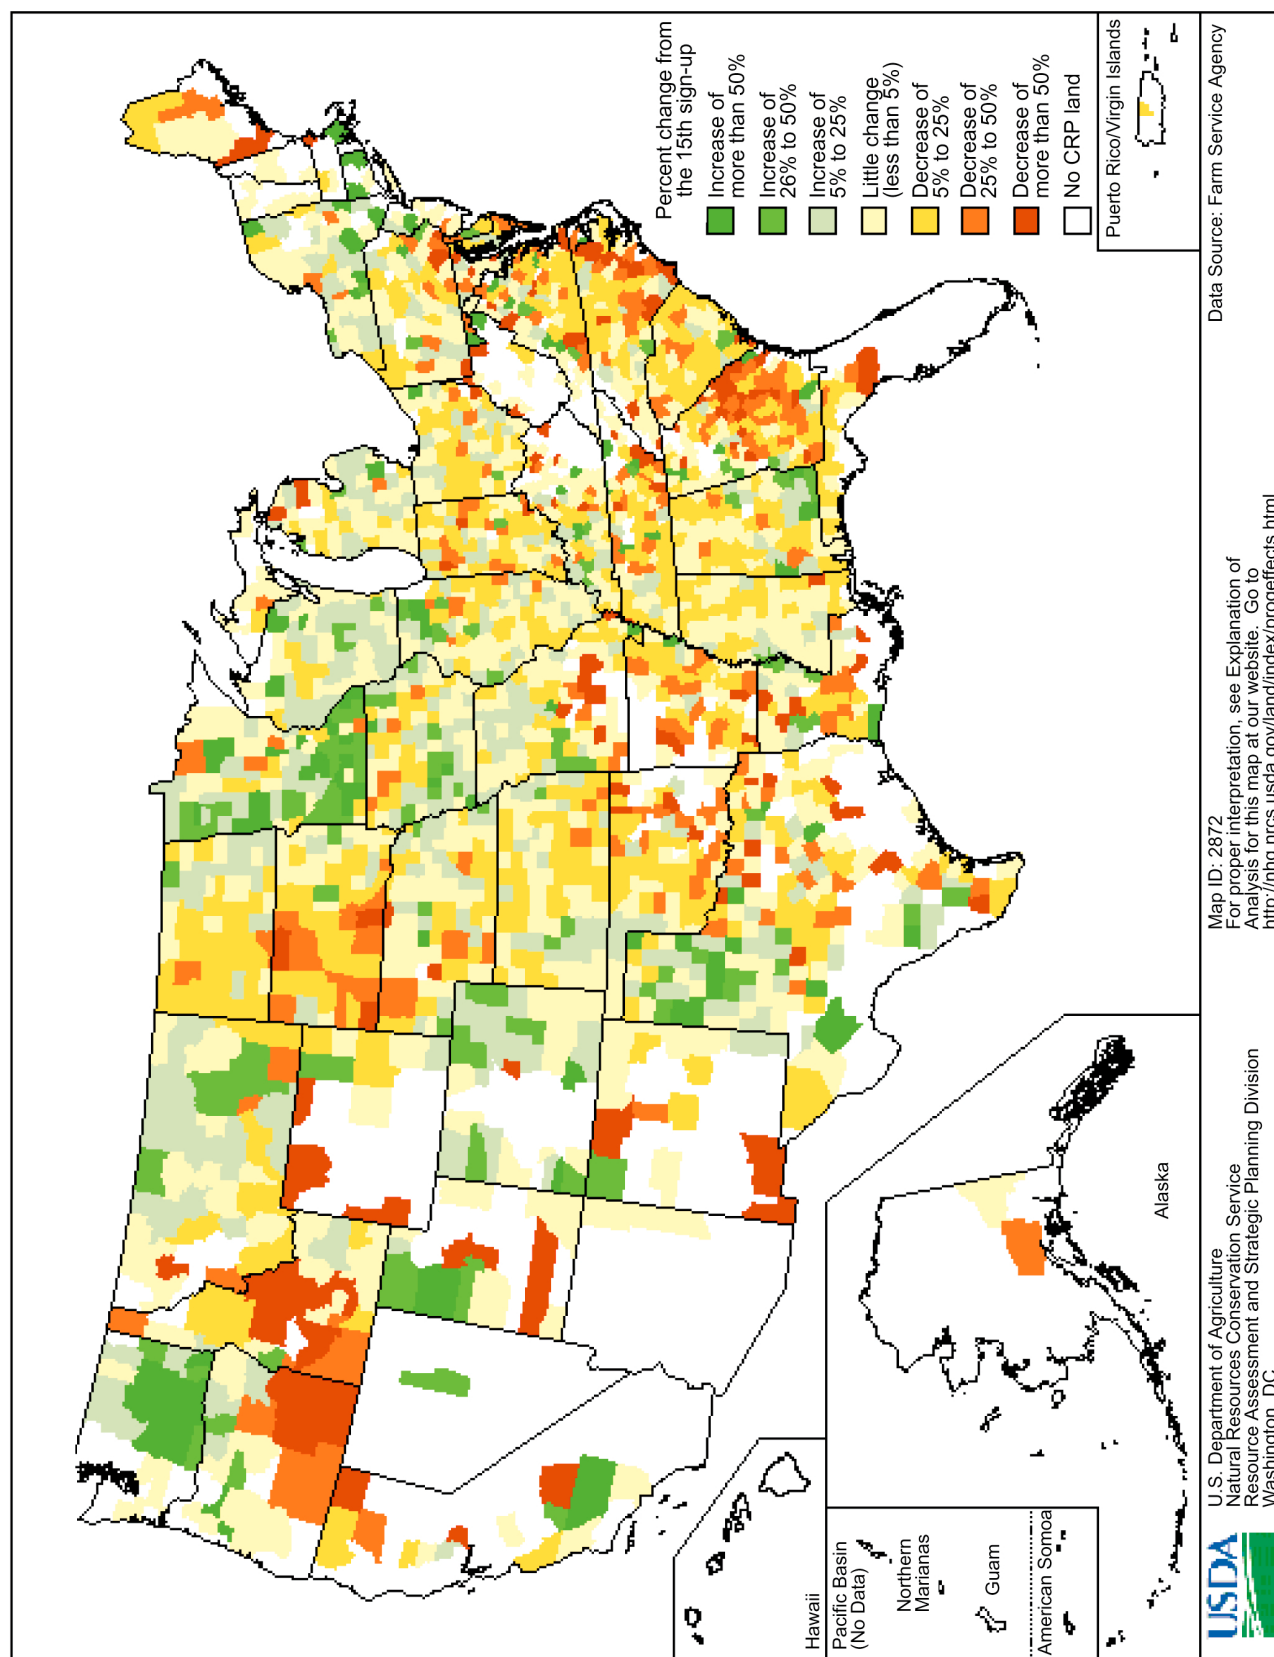 Percent change from
the 15th sign-up
Increase of
more than 50%
Increase of
26% to 50%
Increase of
5% to 25%
Little change
(less than 5%)
Decrease of
5% to 25%
Decrease of
25% to 50%
Decrease of
more than 50%
No CRP land
Puerto Rico/Virgin Islands
Hawaii
Pacific Basin
(No Data)
Northern
Marianas
Guam
American Somoa
Alaska
USDA
U.S. Department of Agriculture
Natural Resources Conservation Service
Resource Assessment and Strategic Planning Division
Washington, DC
Map ID: 2872
For proper interpretation, see Explanation of
Analysis for this map at our website. Go to
Data Source: Farm Service Agency